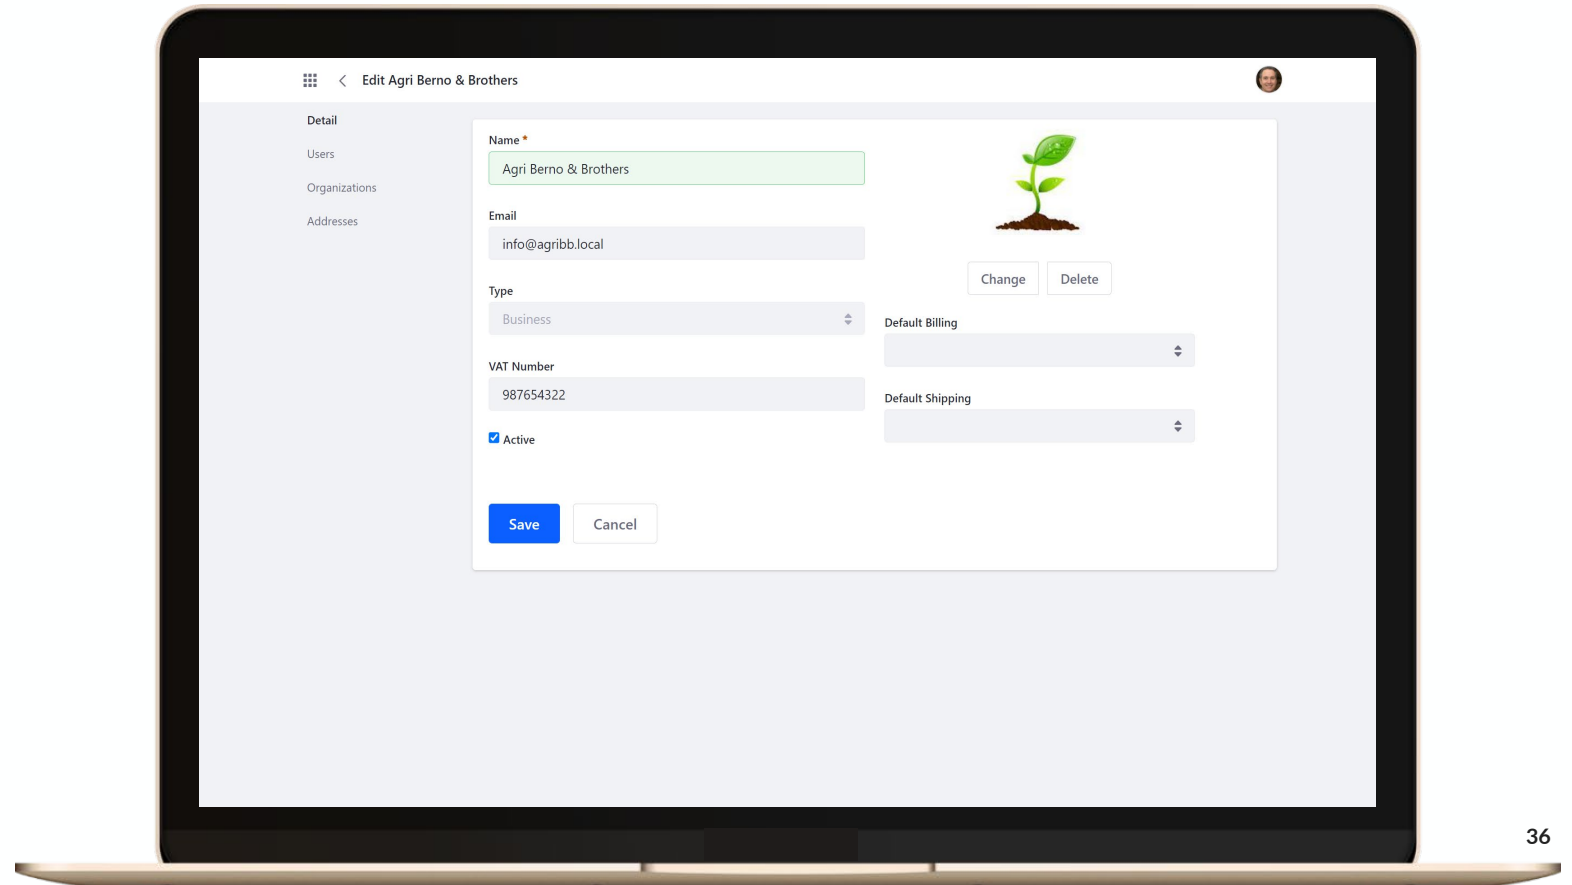 Edit Agri Berno & Brothers
Detail
Users
Organizations
Addresses
Name *
Agri Berno & Brothers
Email
info@agribb.local
Type
Business
VAT Number
987654322
Active
Save Cancel
Change Delete
Default Billing
Default Shipping
36